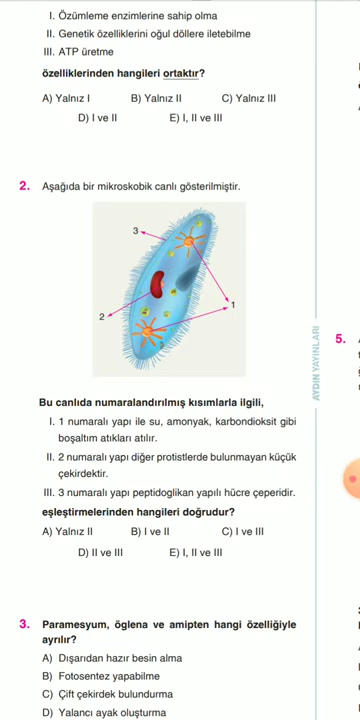 I. Özümleme enzimlerine sahip olma
II. Genetik özelliklerini oğul döllere iletebilme
III. ATP üretme
özelliklerinden hangileri ortaktır?
A) Yalnız I B) Yalnız II C) Yalnız III
D) I ve II E) I, II ve III
2. Aşağıda bir mikroskobik canlı gösterilmiştir.
3
1
2
Bu canlıda numaralandırılmış kısımlarla ilgili,
I. 1 numaralı yapı ile su, amonyak, karbondioksit gibi
boşaltım atıkları atılır.
II. 2 numaralı yapı diğer protistlerde bulunmayan küçük
çekirdektir.
III. 3 numaralı yapı peptidoglikan yapılı hücre çeperidir.
eşleştirmelerinden hangileri doğrudur?
A) Yalnız II B) I ve II C) I ve III
D) II ve III E) I, II ve III
3. Paramesyum, öglena ve amipten hangi özelliğiyle
ayrılır?
A) Dışarıdan hazır besin alma
B) Fotosentez yapabilme
C) Çift çekirdek bulundurma
D) Yalancı ayak oluşturma
AYDIN YAYINLARI
5.